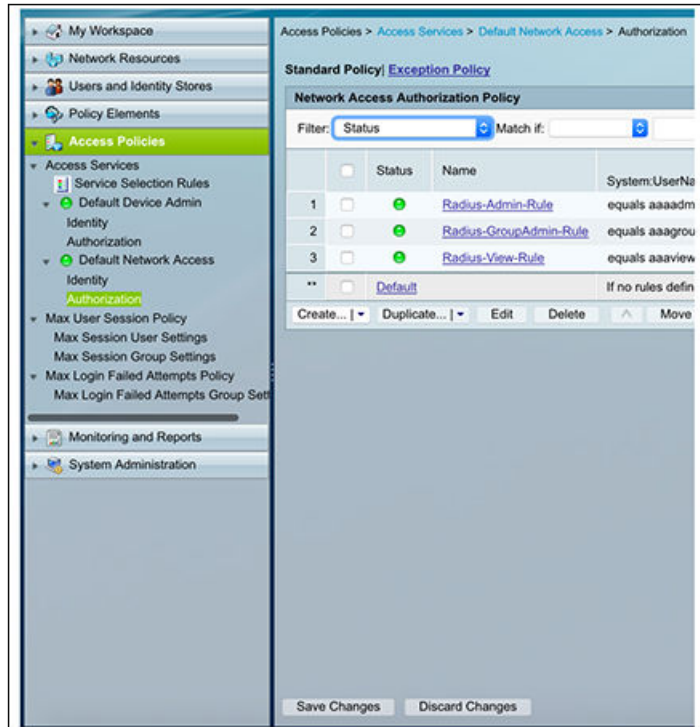 My Workspace
Network Resources
Users and Identity Stores
Policy Elements
Access Policies
Access Services
Service Selection Rules
Default Device Admin
Identity
Authorization
Default Network Access
Identity
Authorization
Max User Session Policy
Max Session User Settings
Max Session Group Settings
Max Login Failed Attempts Policy
Max Login Failed Attempts Group Sett
Monitoring and Reports
System Administration
Access Policies > Access Services > Default Network Access > Authorization
Standard Policy| Exception Policy
Network Access Authorization Policy
Filter: Status Match if:
Status Name System:UserNa
1 Radius-Admin-Rule equals aaaadm
2 Radius-GroupAdmin-Rule equals aaagrou
3 Radius-View-Rule equals aaaview
** Default If no rules defin
Create... | Duplicate... | Edit Delete ^ Move
Save Changes Discard Changes